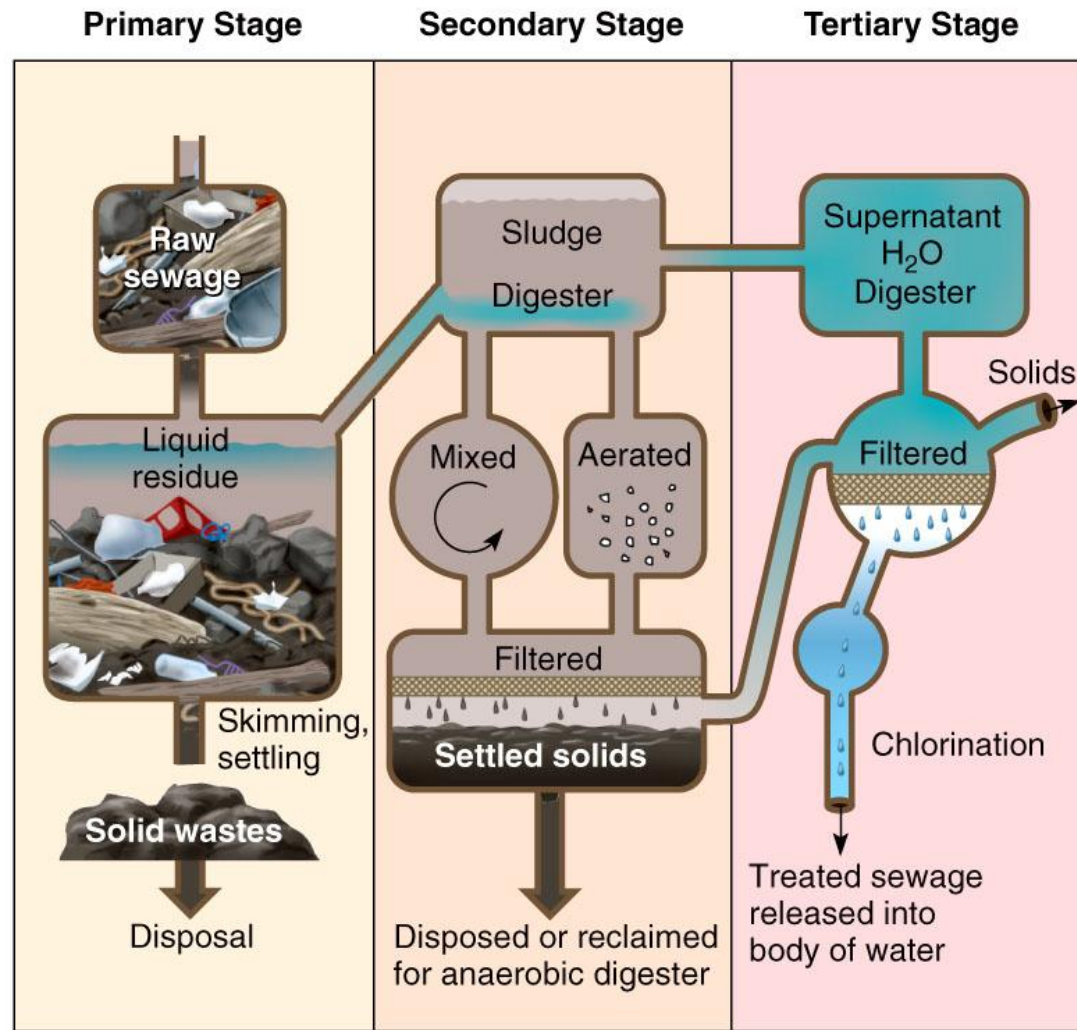 Primary Stage
Secondary Stage
Tertiary Stage
Raw
sewage
Liquid
residue
Skimming,
settling
Solid wastes
Disposal
Sludge
Digester
Mixed
Aerated
Filtered
Settled solids
Disposed or reclaimed
for anaerobic digester
Supernatant
H₂O
Digester
Solids
Filtered
Chlorination
Treated sewage
released into
body of water